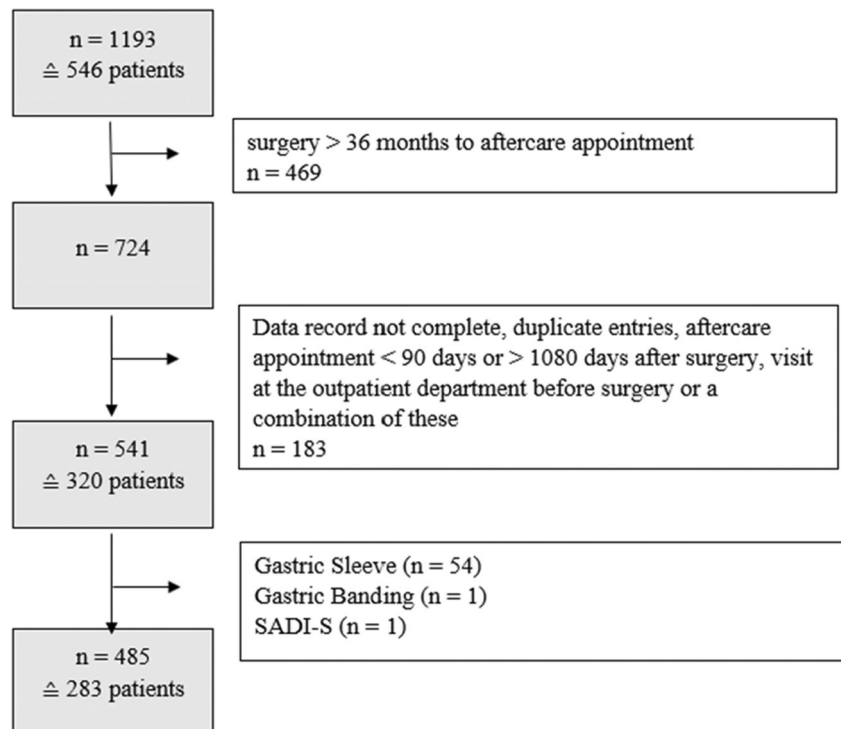 n = 1193
≙ 546 patients
surgery > 36 months to aftercare appointment
n = 469
n = 724
Data record not complete, duplicate entries, aftercare
appointment < 90 days or > 1080 days after surgery, visit
at the outpatient department before surgery or a
combination of these
n = 183
n = 541
≙ 320 patients
Gastric Sleeve (n = 54)
Gastric Banding (n = 1)
SADI-S (n = 1)
n = 485
≙ 283 patients